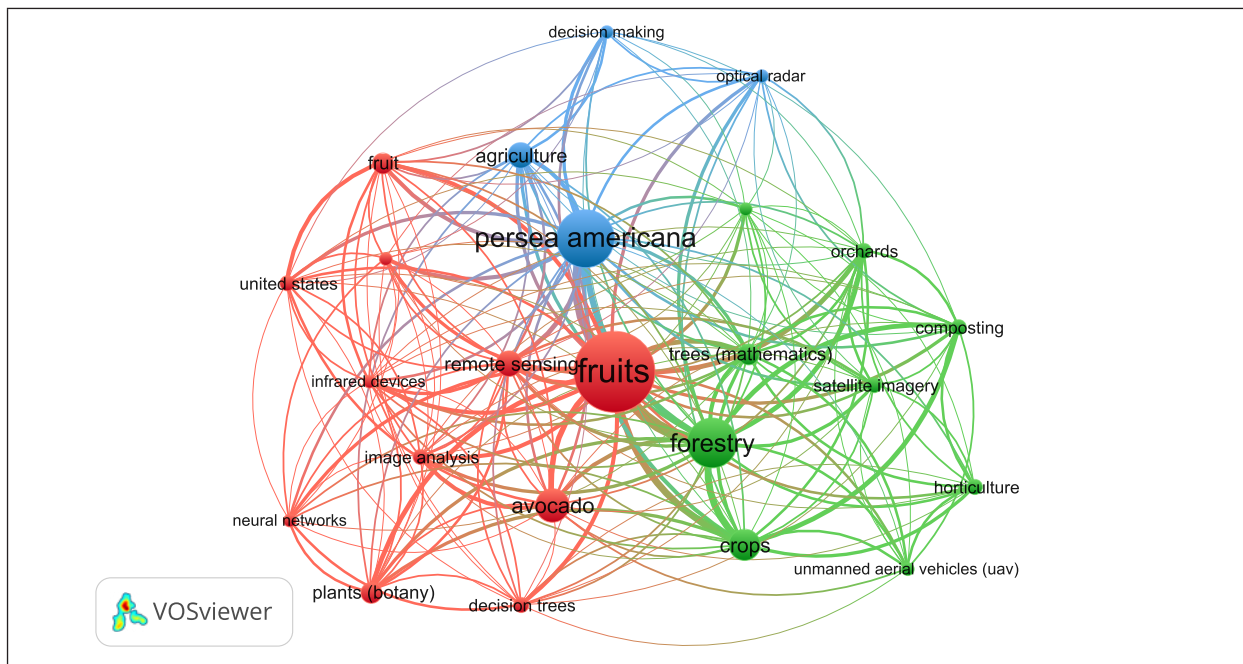 decision making
optical radar
agriculture
fruit
persea americana
orchards
united states
composting
trees (mathematics)
remote sensing
fruits
infrared devices
satellite imagery
forestry
image analysis
horticulture
avocado
neural networks
crops
unmanned aerial vehicles (uav)
plants (botany)
decision trees
VOSviewer